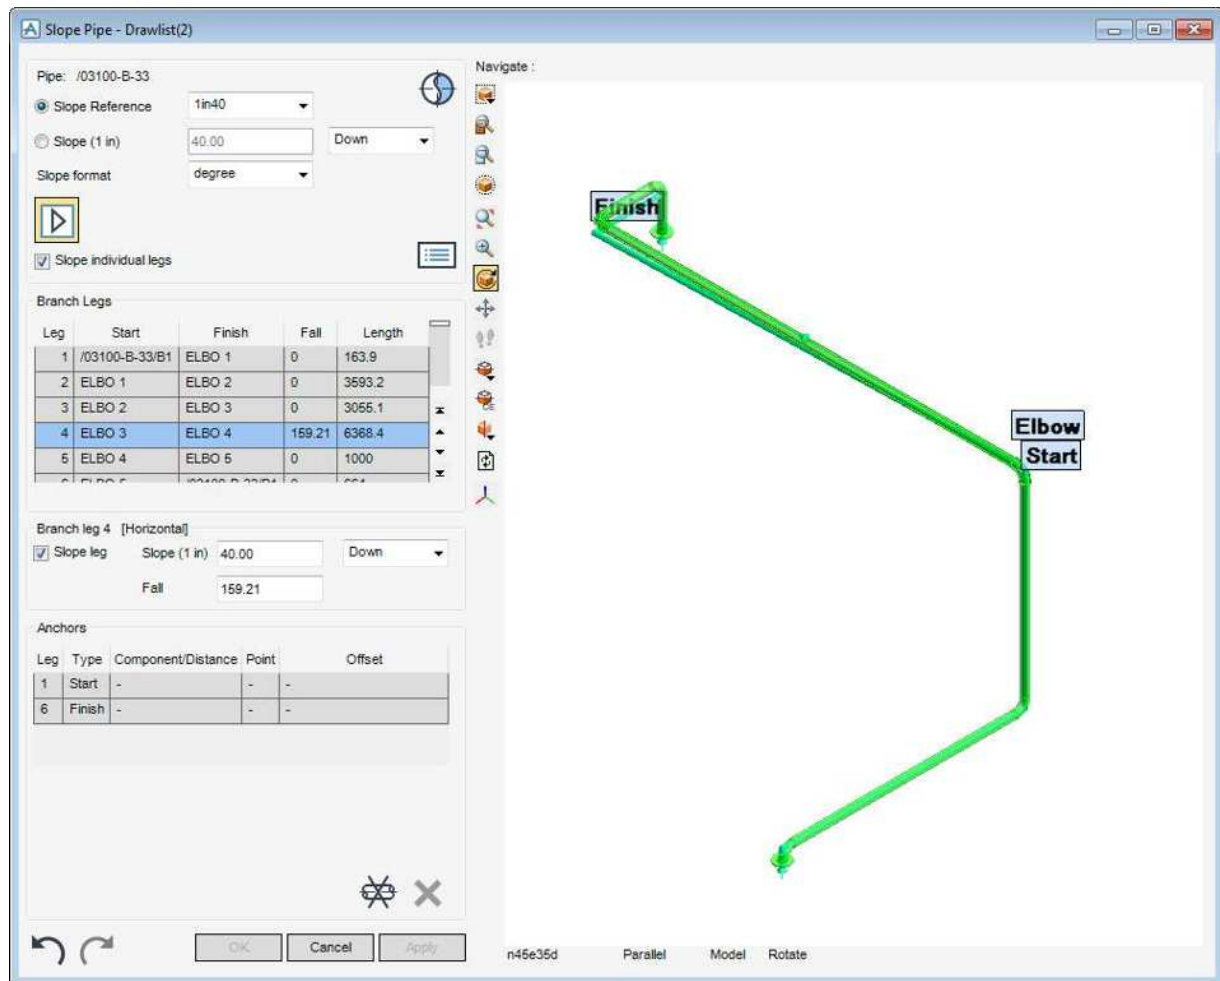 Slope Pipe - Drawlist(2)
Pipe: /03100-B-33
Slope Reference 1in40
Slope (1 in) 40.00 Down
Slope format degree
Slope individual legs
Branch Legs
Leg Start Finish Fall Length
1 /03100-B-33/B1 ELBO 1 0 163.9
2 ELBO 1 ELBO 2 0 3593.2
3 ELBO 2 ELBO 3 0 3055.1
4 ELBO 3 ELBO 4 159.21 6368.4
5 ELBO 4 ELBO 5 0 1000
Branch leg 4 [Horizontal]
Slope leg Slope (1 in) 40.00 Down
Fall 159.21
Anchors
Leg Type Component/Distance Point Offset
1 Start - - -
6 Finish - - -
OK Cancel Apply
Navigate :
Finish
Elbow
Start
CE
n45e35d Parallel Model Rotate